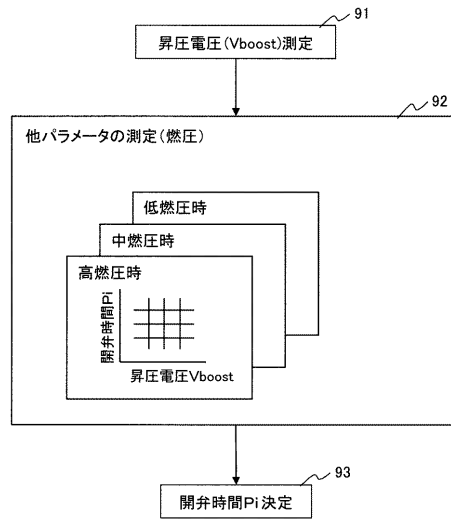 91
昇圧電圧(Vboost)測定
92
他パラメータの測定(燃圧)
低燃圧時
中燃圧時
高燃圧時
開弁時間Pi
昇圧電圧Vboost
93
開弁時間Pi決定